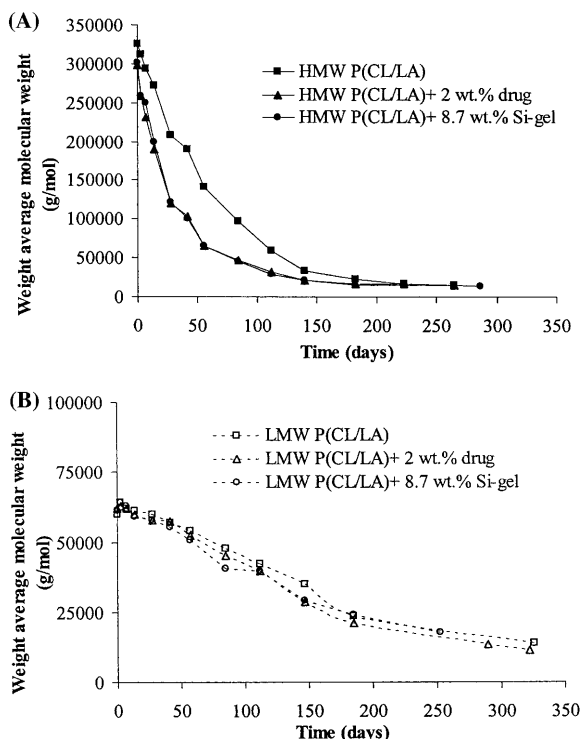 (A)
Weight average molecular weight
(g/mol)
350000
300000
250000
200000
150000
100000
50000
0
HMW P(CL/LA)
HMW P(CL/LA)+ 2 wt.% drug
HMW P(CL/LA)+ 8.7 wt.% Si-gel
0 50 100 150 200 250 300 350
Time (days)
(B)
Weight average molecular weight
(g/mol)
100000
75000
50000
25000
0
LMW P(CL/LA)
LMW P(CL/LA)+ 2 wt.% drug
LMW P(CL/LA)+ 8.7 wt.% Si-gel
0 50 100 150 200 250 300 350
Time (days)